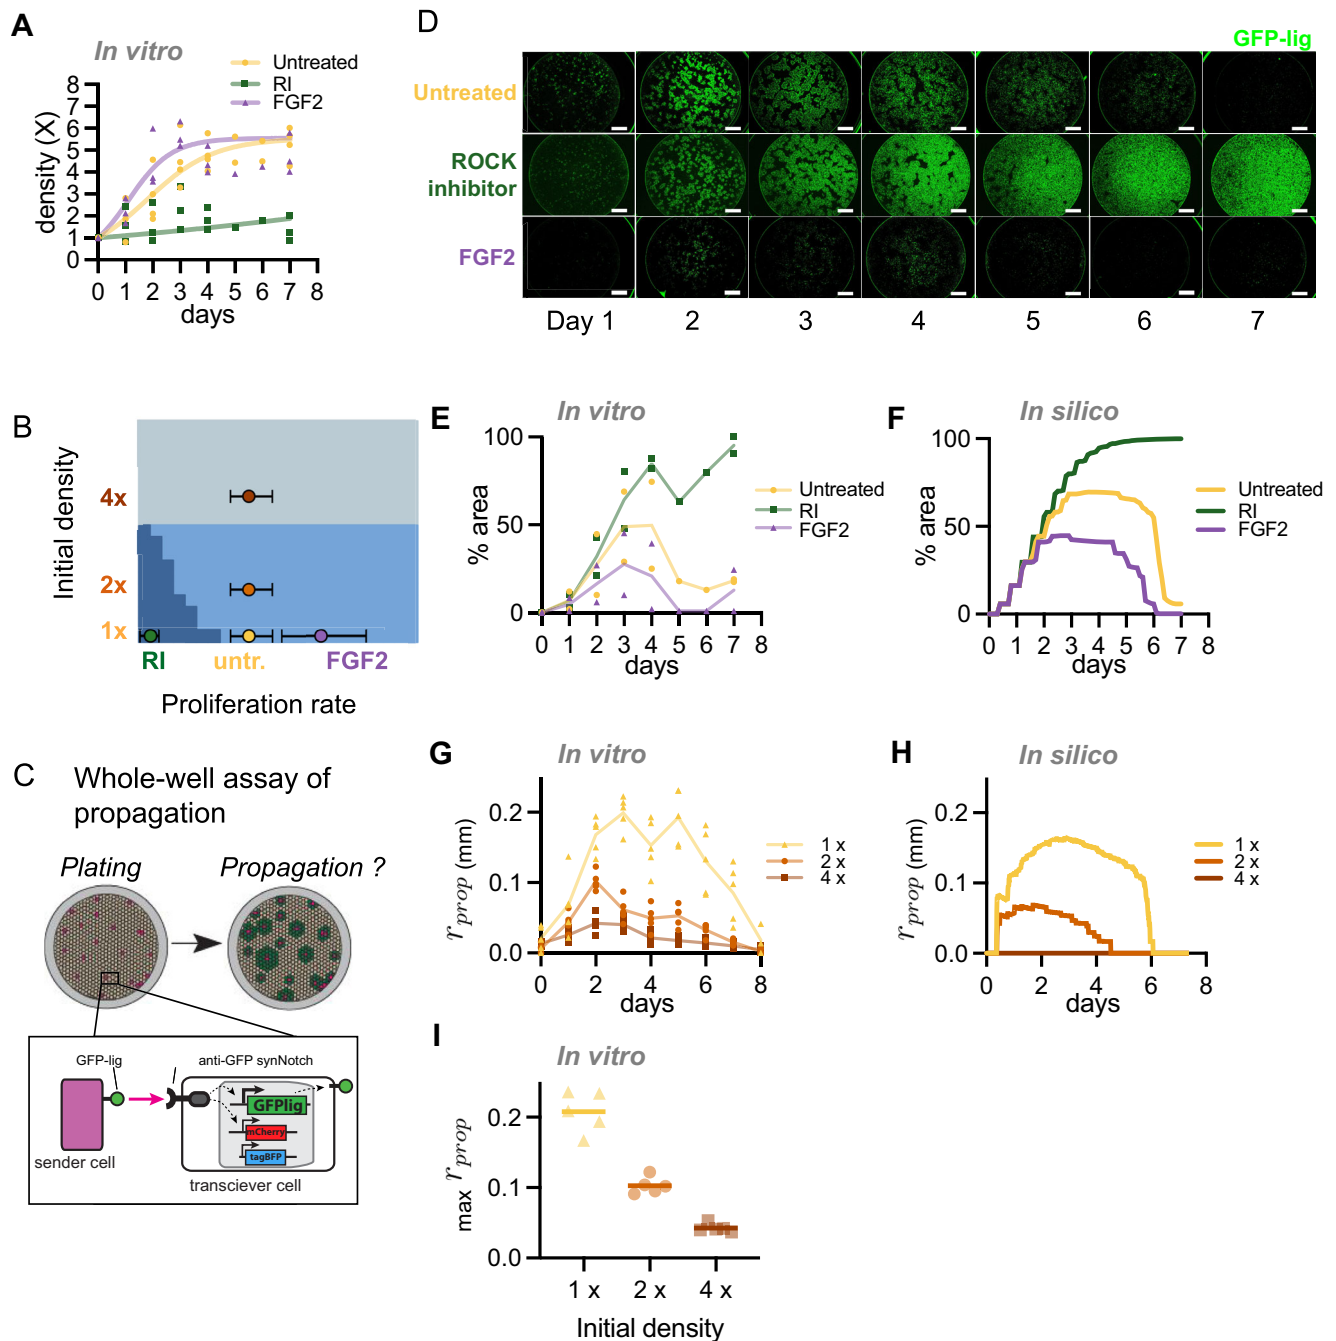 A
In vitro
Untreated
RI
FGF2
density (X)
8
7
6
5
4
3
2
1
0
0 1 2 3 4 5 6 7 8
days
B
Initial density
4x
2x
1x
RI
untr.
FGF2
Proliferation rate
C
Whole-well assay of
propagation
Plating
Propagation ?
GFP-lig
anti-GFP synNotch
GFPlig
mCherry
tagBFP
sender cell
transciever cell
D
GFP-lig
Untreated
ROCK
inhibitor
FGF2
Day 1 2 3 4 5 6 7
E
In vitro
% area
100
50
0
0 1 2 3 4 5 6 7 8
days
Untreated
RI
FGF2
F
In silico
% area
100
50
0
0 1 2 3 4 5 6 7 8
days
Untreated
RI
FGF2
G
In vitro
r_prop (mm)
0.2
0.1
0.0
0 2 4 6 8
days
1 x
2 x
4 x
H
In silico
r_prop (mm)
0.2
0.1
0.0
0 2 4 6 8
days
1 x
2 x
4 x
I
In vitro
max r_prop
0.2
0.1
0.0
1 x 2 x 4 x
Initial density